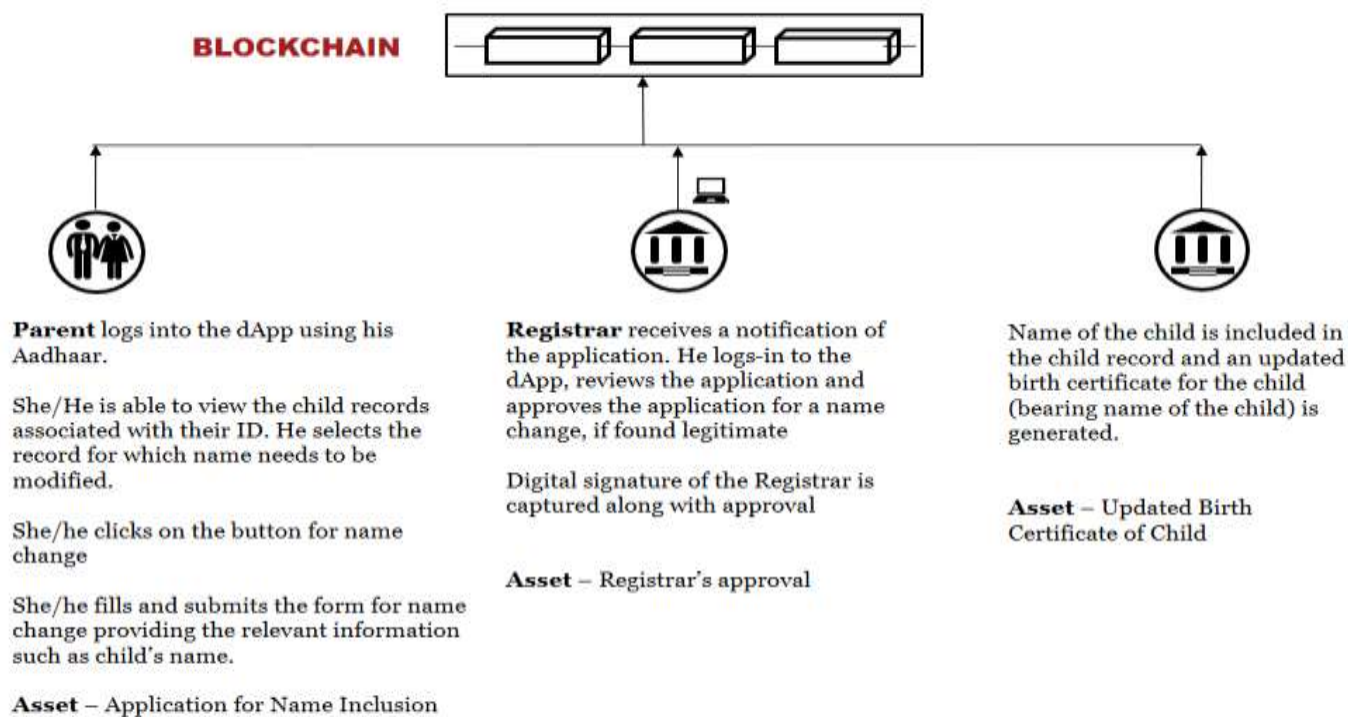 BLOCKCHAIN
Parent logs into the dApp using his
Aadhaar.
She/He is able to view the child records
associated with their ID. He selects the
record for which name needs to be
modified.
She/he clicks on the button for name
change
She/he fills and submits the form for name
change providing the relevant information
such as child's name.
Asset – Application for Name Inclusion
Registrar receives a notification of
the application. He logs-in to the
dApp, reviews the application and
approves the application for a name
change, if found legitimate
Digital signature of the Registrar is
captured along with approval
Asset – Registrar's approval
Name of the child is included in
the child record and an updated
birth certificate for the child
(bearing name of the child) is
generated.
Asset – Updated Birth
Certificate of Child